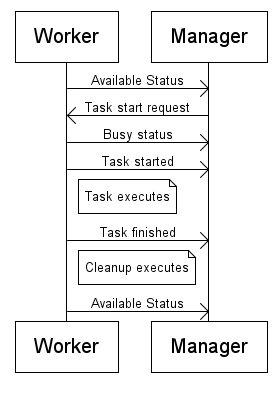 Worker
Manager
Available Status
Task start request
Busy status
Task started
Task executes
Task finished
Cleanup executes
Available Status
Worker
Manager